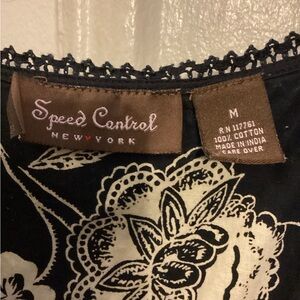 Speed Control
NEW YORK
M
RN 117761
100% COTTON
MADE IN INDIA
CARE OVER